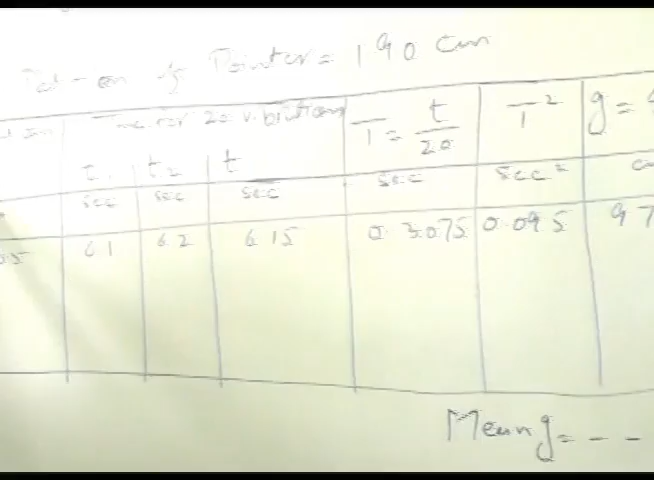 of Pointer = 190 cm
Time for 20 vibrations T = t/20 T² g =
t₁ t₂ t
sec sec sec sec sec²
6.1 6.2 6.15 0.3075 0.095 97
Mean g = - -